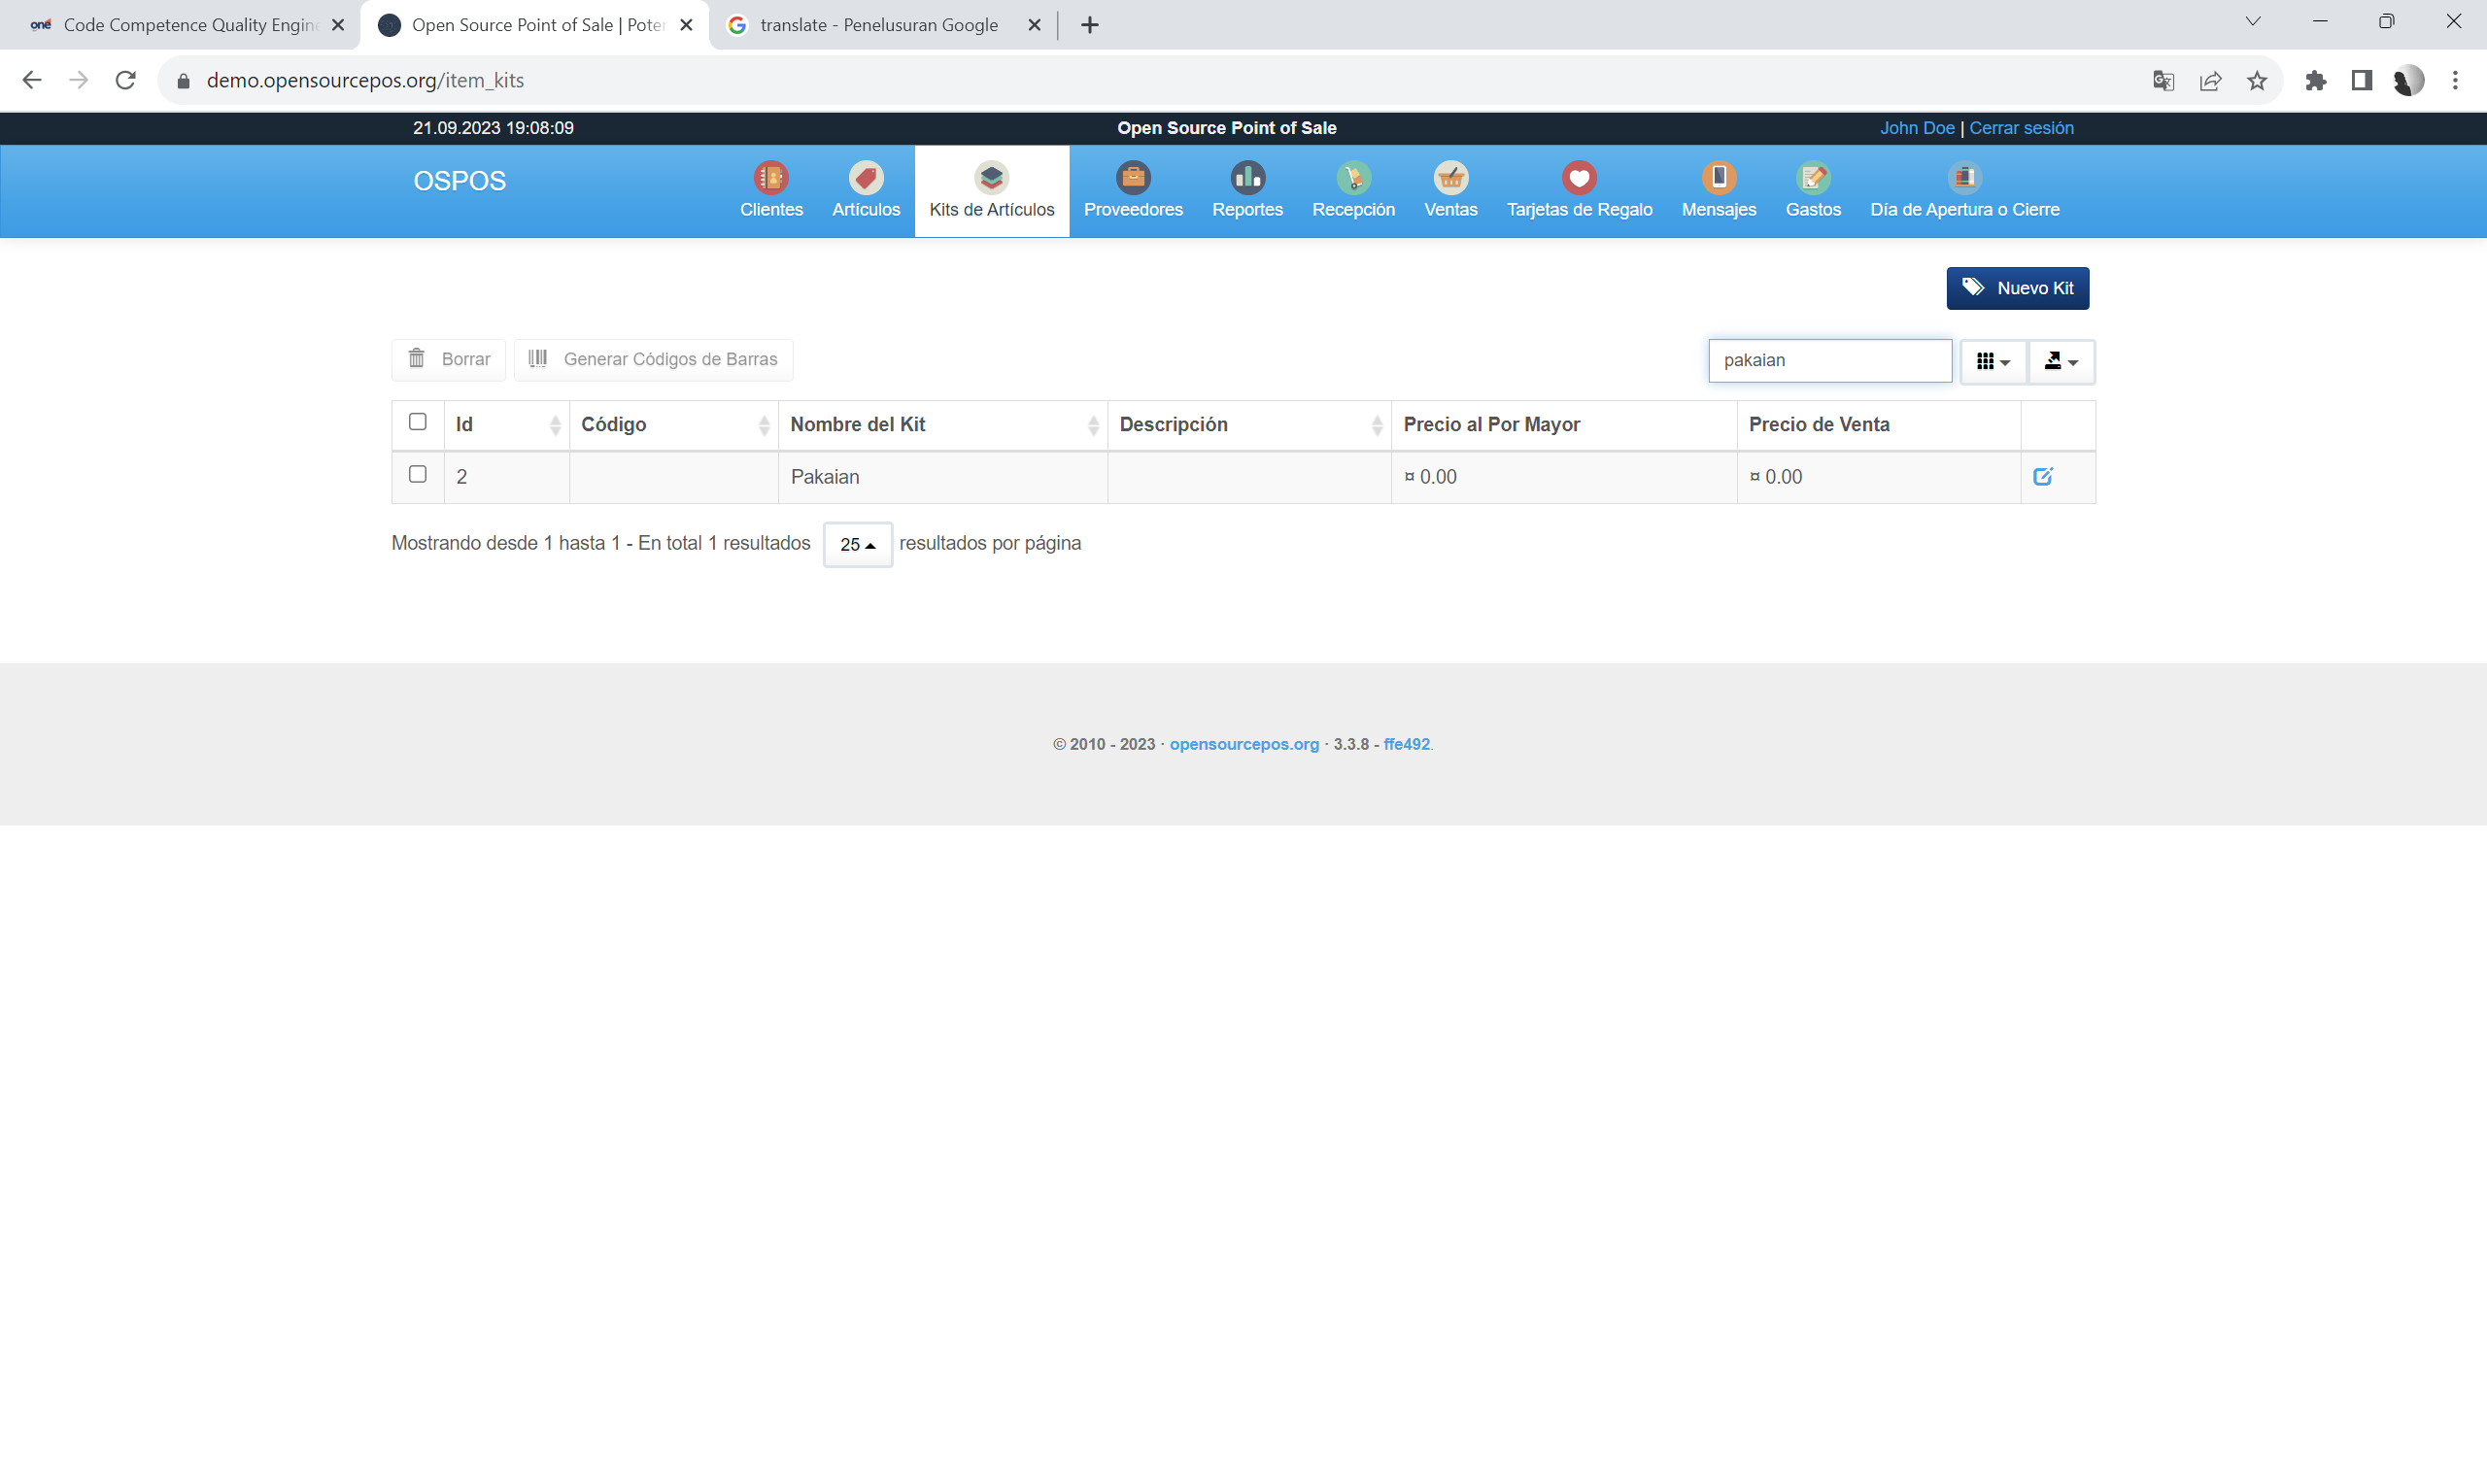 one Code Competence Quality Engine
Open Source Point of Sale | Poter
translate - Penelusuran Google
demo.opensourcepos.org/item_kits
21.09.2023 19:08:09
Open Source Point of Sale
John Doe | Cerrar sesión
OSPOS
Clientes
Artículos
Kits de Artículos
Proveedores
Reportes
Recepción
Ventas
Tarjetas de Regalo
Mensajes
Gastos
Día de Apertura o Cierre
Nuevo Kit
Borrar
Generar Códigos de Barras
pakaian
Id Código Nombre del Kit Descripción Precio al Por Mayor Precio de Venta
2 Pakaian ¤ 0.00 ¤ 0.00
Mostrando desde 1 hasta 1 - En total 1 resultados 25 resultados por página
© 2010 - 2023 · opensourcepos.org · 3.3.8 - ffe492.